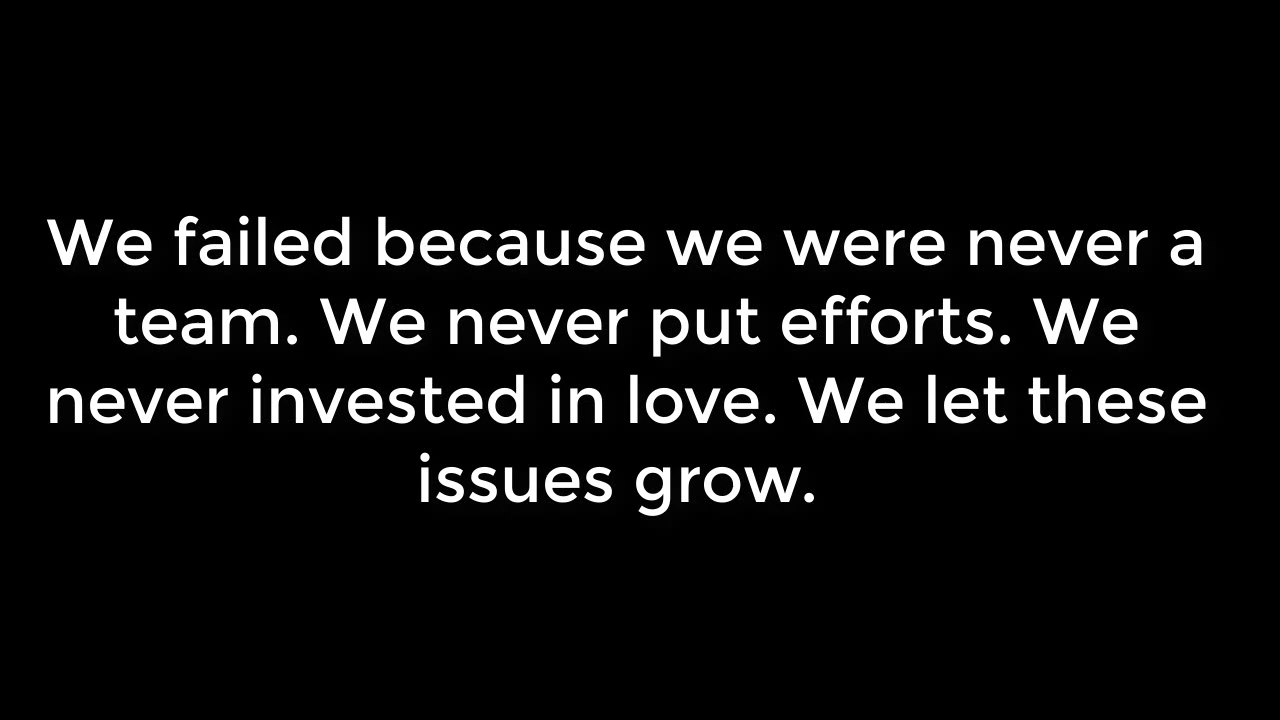 We failed because we were never a
team. We never put efforts. We
never invested in love. We let these
issues grow.